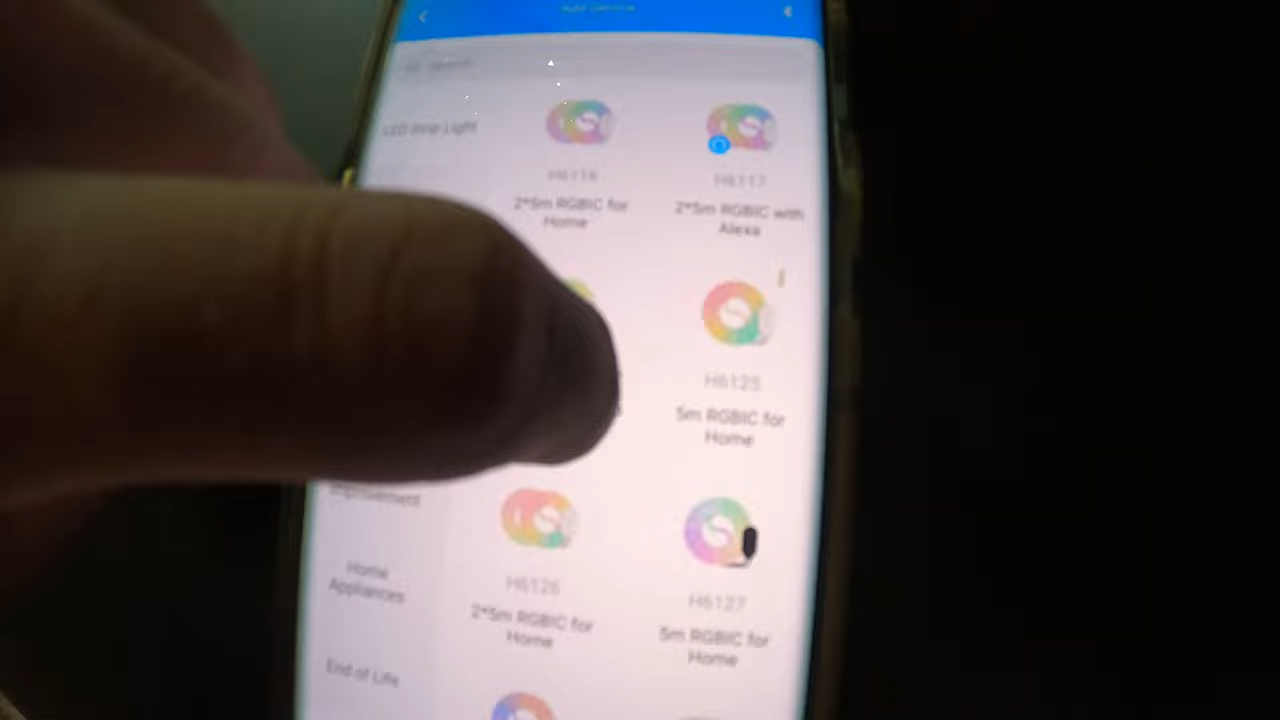 LED Strip Light
H6116
H6117
2*5m RGBIC for
Home
2*5m RGBIC with
Alexa
H6125
5m RGBIC for
Home
Improvement
H6126
H6127
Home
Appliances
2*5m RGBIC for
Home
5m RGBIC for
Home
End of Life